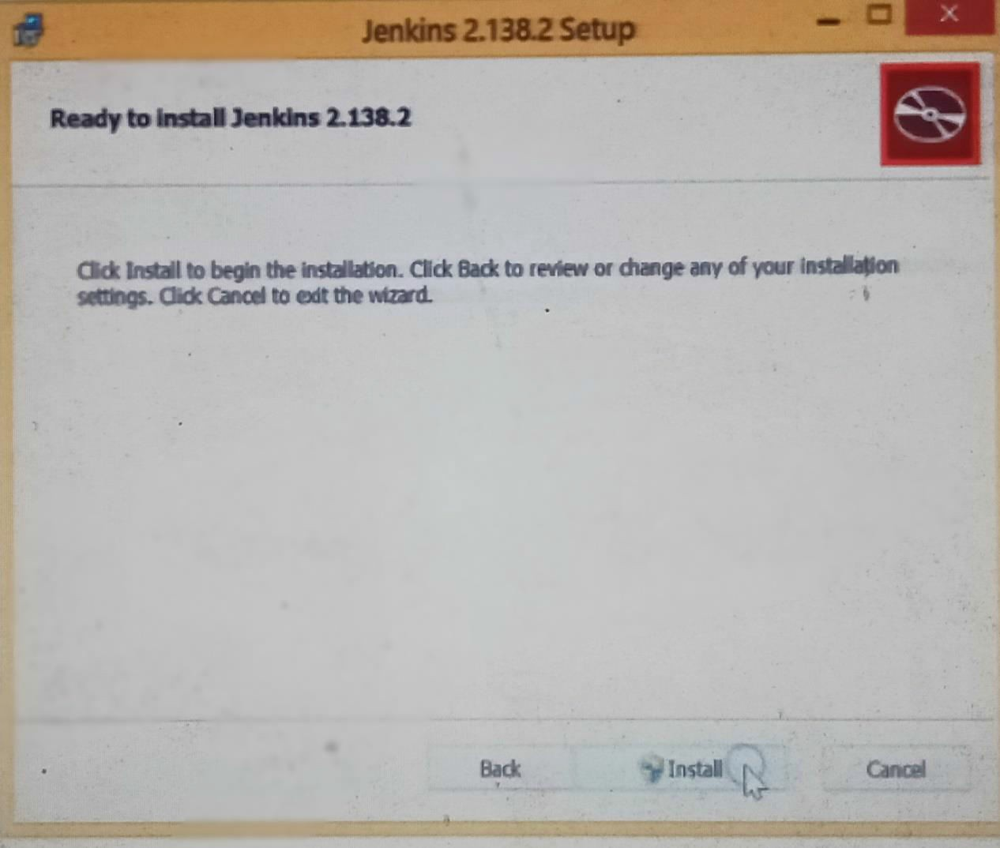 Jenkins 2.138.2 Setup
Ready to install Jenkins 2.138.2
Click Install to begin the installation. Click Back to review or change any of your installation
settings. Click Cancel to exit the wizard.
Back Install Cancel